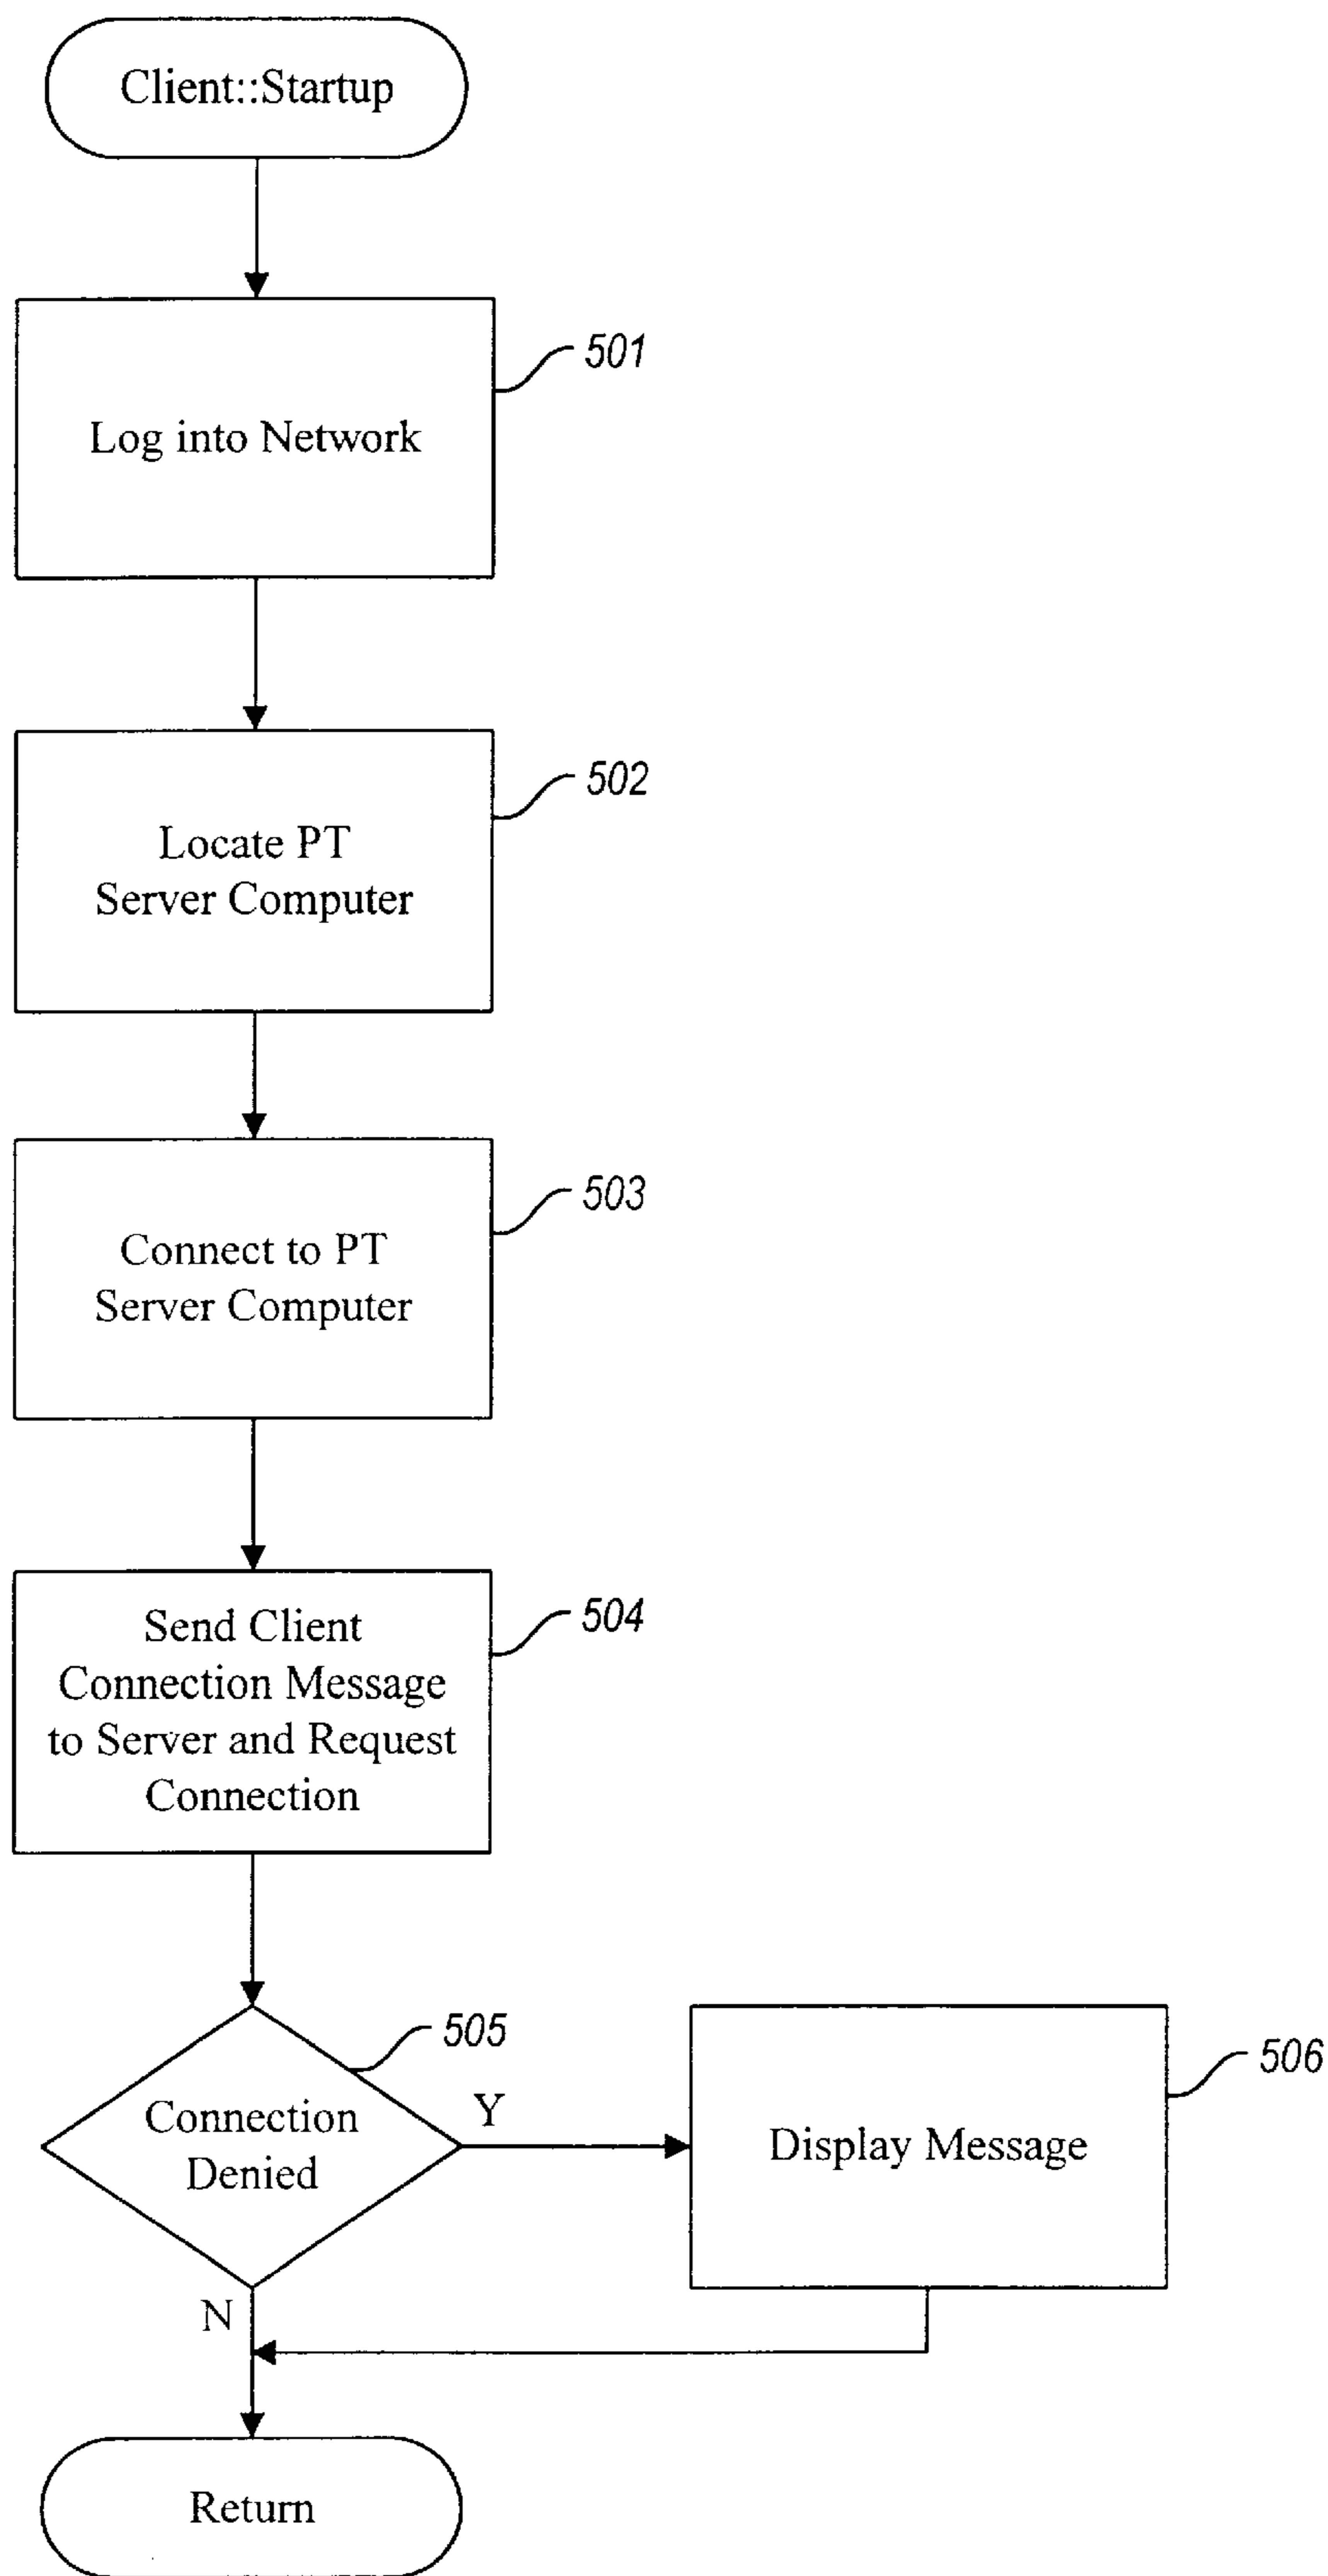 Client::Startup
501
Log into Network
502
Locate PT
Server Computer
503
Connect to PT
Server Computer
504
Send Client
Connection Message
to Server and Request
Connection
505
Connection
Denied
Y
506
Display Message
N
Return